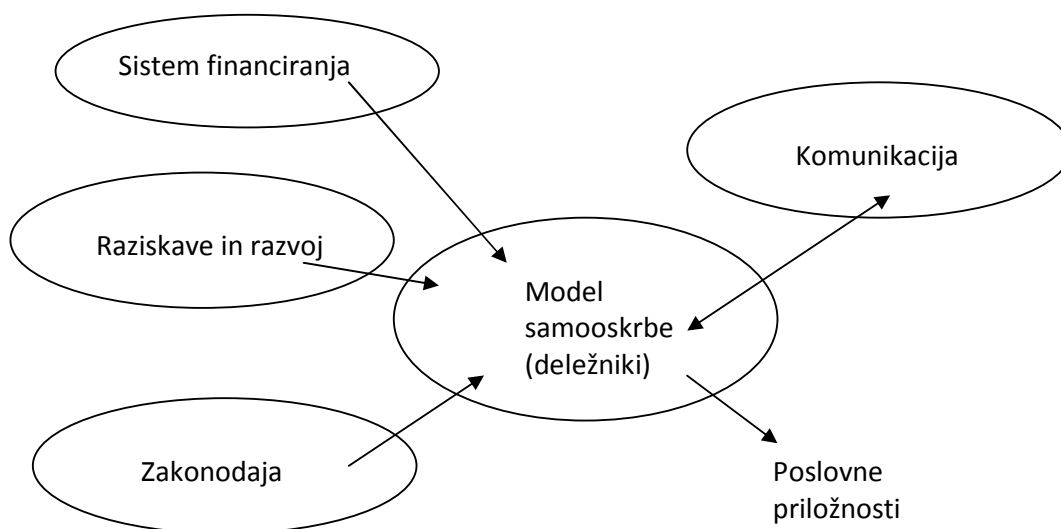 Sistem financiranja
Komunikacija
Raziskave in razvoj
Model
samooskrbe
(deležniki)
Zakonodaja
Poslovne
priložnosti